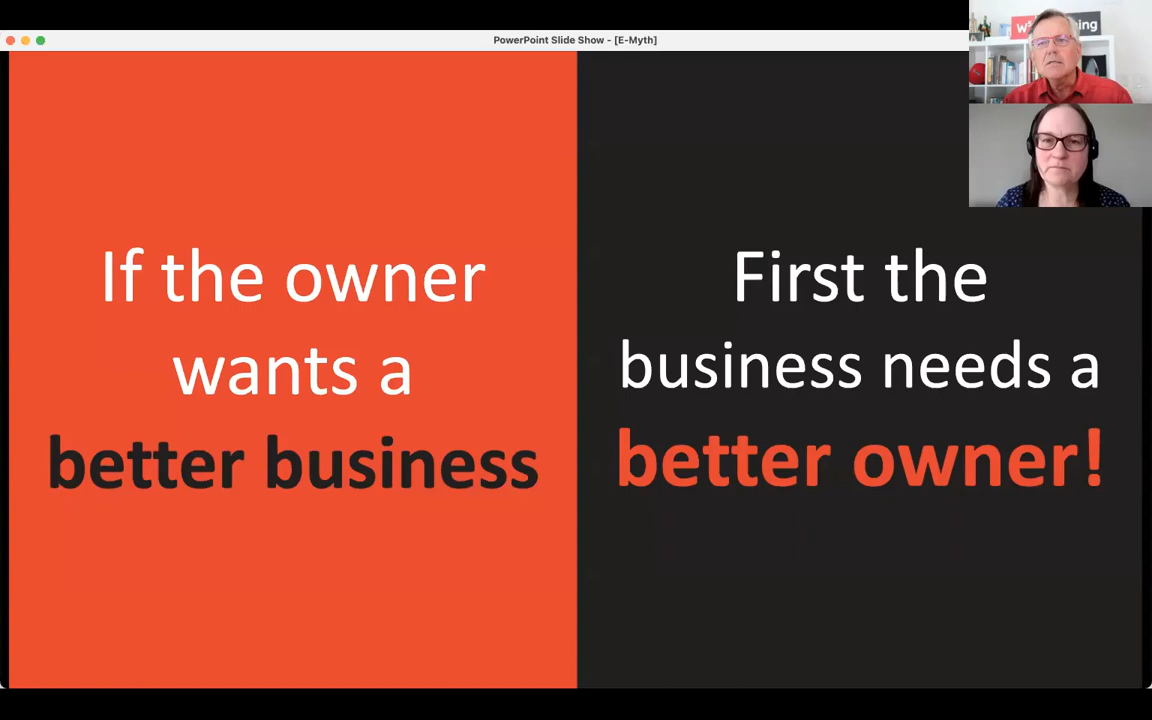 PowerPoint Slide Show - [E-Myth]
If the owner
wants a
better business
First the
business needs a
better owner!